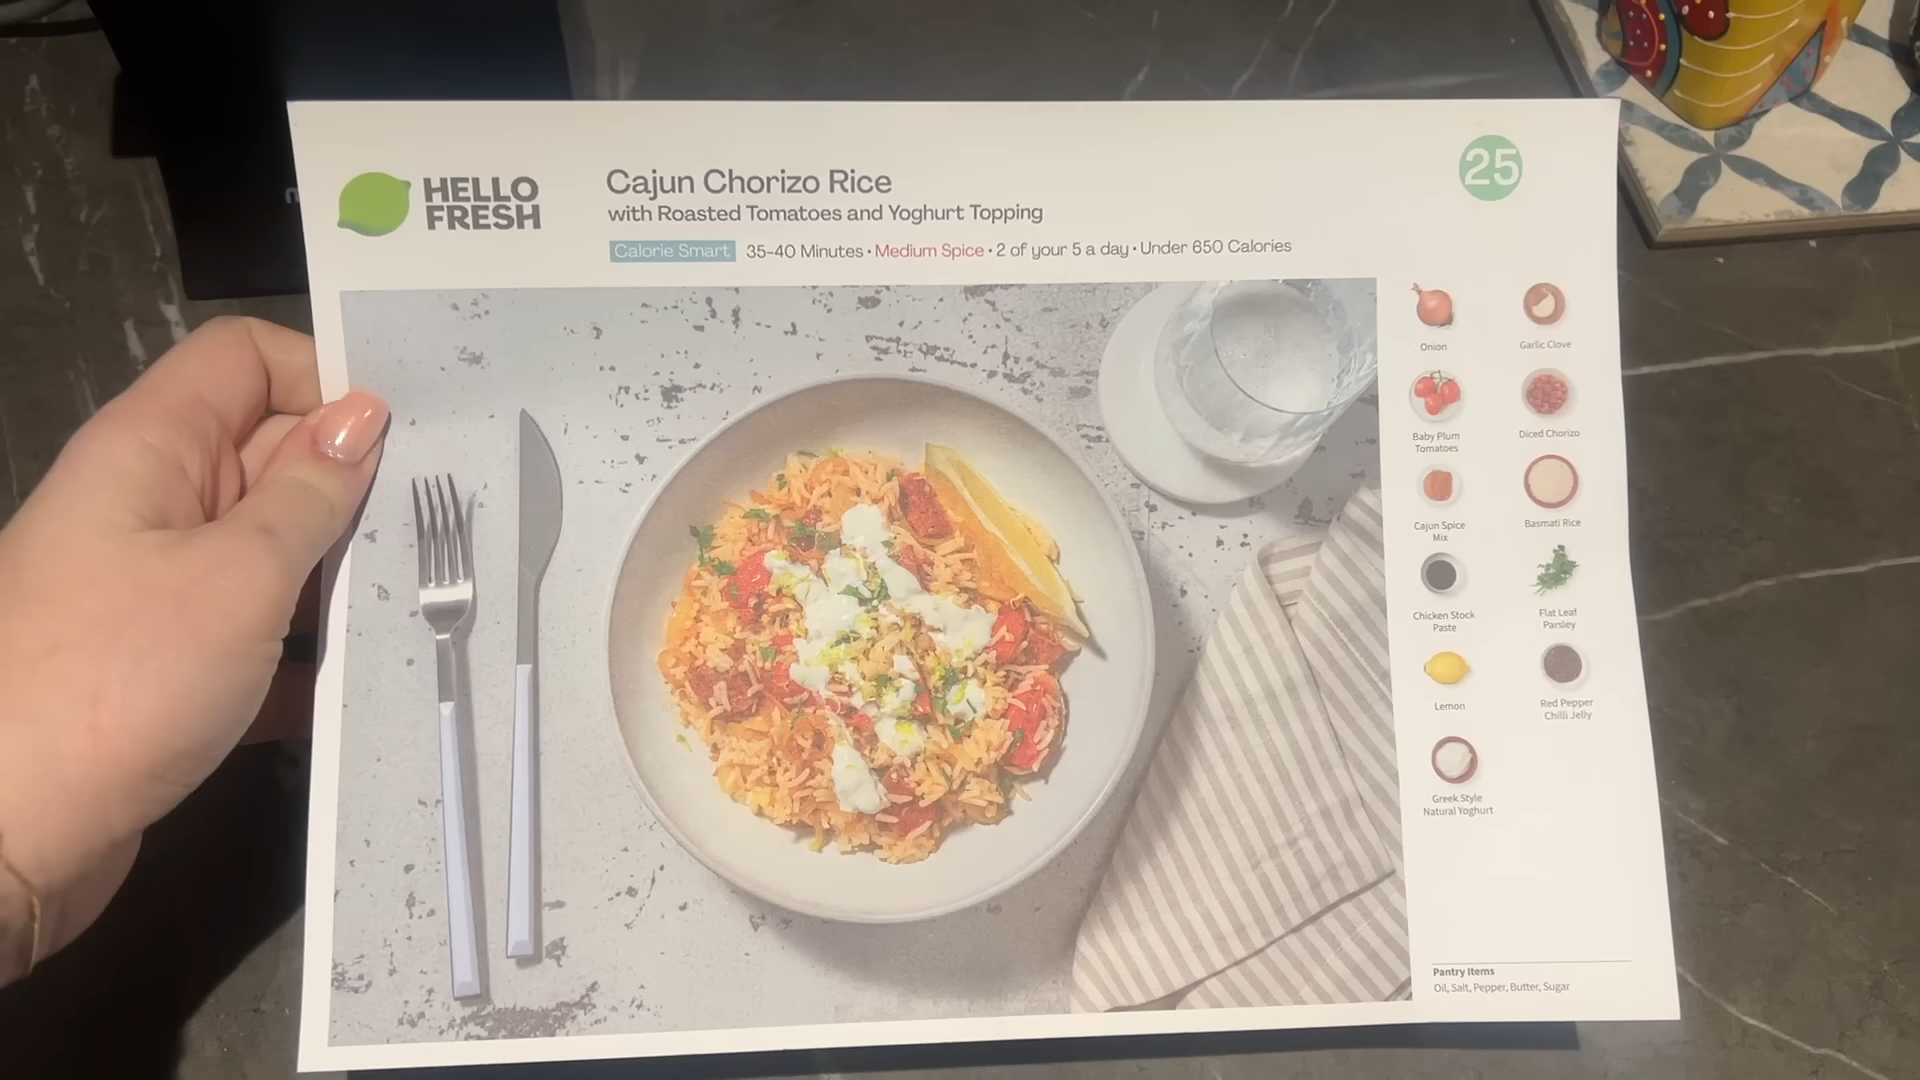 HELLO
FRESH
Cajun Chorizo Rice
with Roasted Tomatoes and Yoghurt Topping
Calorie Smart 35-40 Minutes • Medium Spice • 2 of your 5 a day • Under 650 Calories
25
Onion
Garlic Clove
Baby Plum
Tomatoes
Diced Chorizo
Cajun Spice
Mix
Basmati Rice
Chicken Stock
Paste
Flat Leaf
Parsley
Lemon
Red Pepper
Chilli Jelly
Greek Style
Natural Yoghurt
Pantry Items
Oil, Salt, Pepper, Butter, Sugar